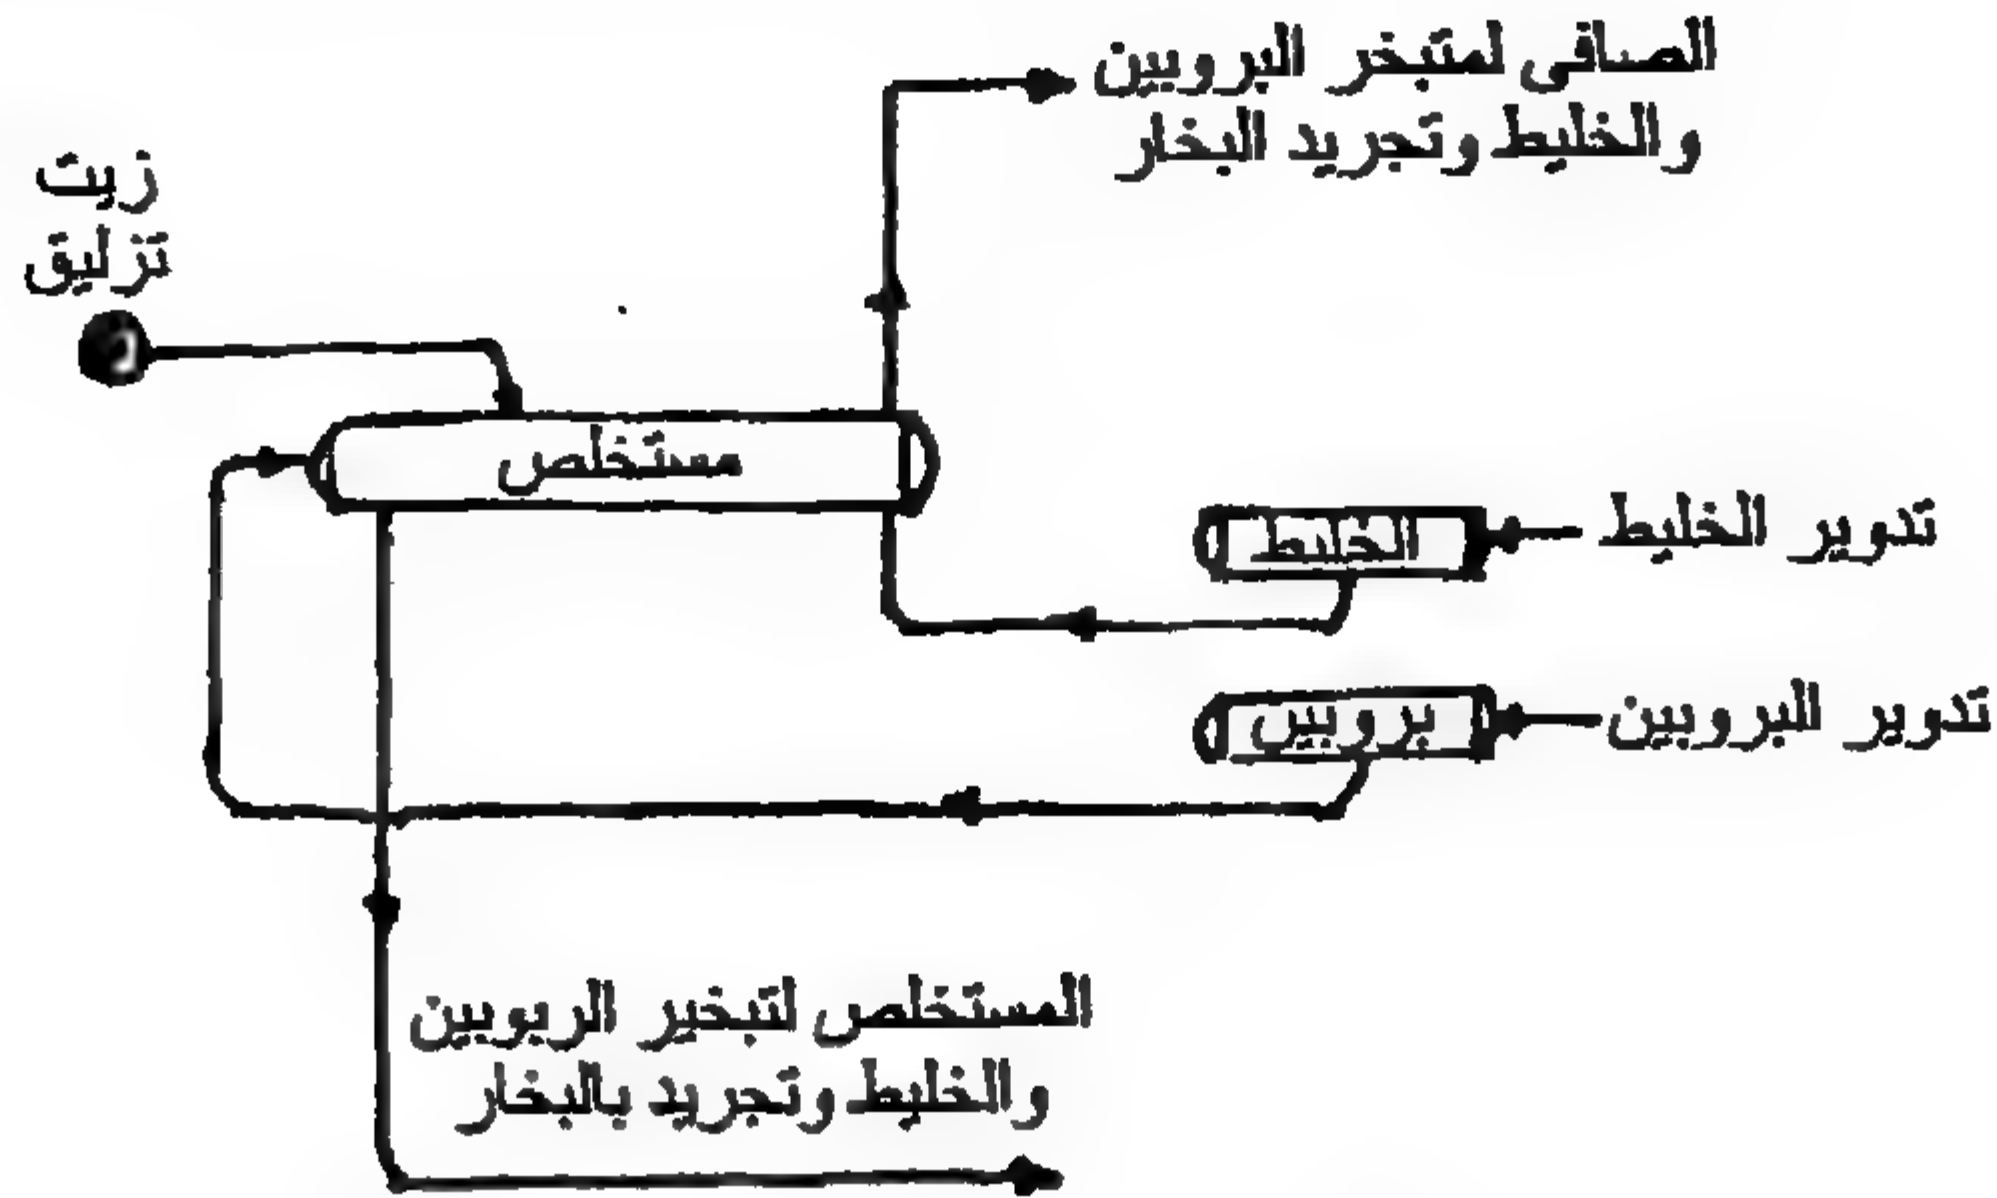 الصافى لمتبخر البروبين
والخليط وتجريد البخار
زيت
تزليق
مستخلص
الخليط
تدوير الخليط
بروبين
تدوير البروبين
المستخلص لتبخير الربوبين
والخليط وتجريد بالبخار